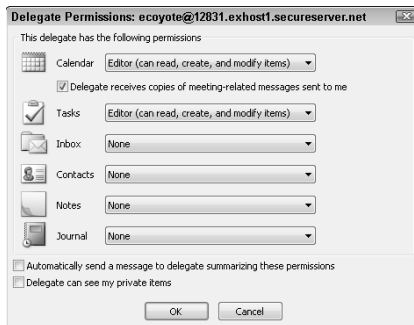 Delegate Permissions: ecoyote@12831.exhost1.secureserver.net
This delegate has the following permissions
Calendar Editor (can read, create, and modify items)
Delegate receives copies of meeting-related messages sent to me
Tasks Editor (can read, create, and modify items)
Inbox None
Contacts None
Notes None
Journal None
Automatically send a message to delegate summarizing these permissions
Delegate can see my private items
OK Cancel